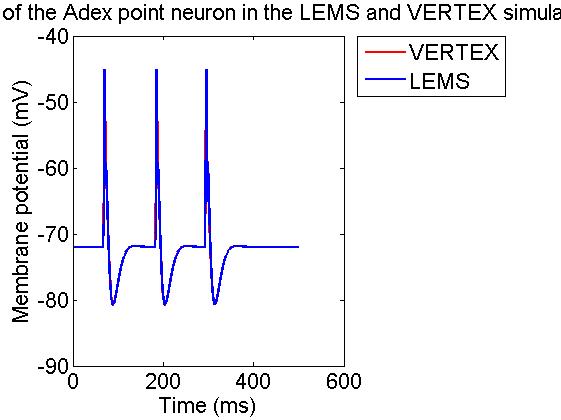 of the Adex point neuron in the LEMS and VERTEX simula
-40
-50
-60
-70
-80
-90
0
200
400
600
Membrane potential (mV)
Time (ms)
VERTEX
LEMS